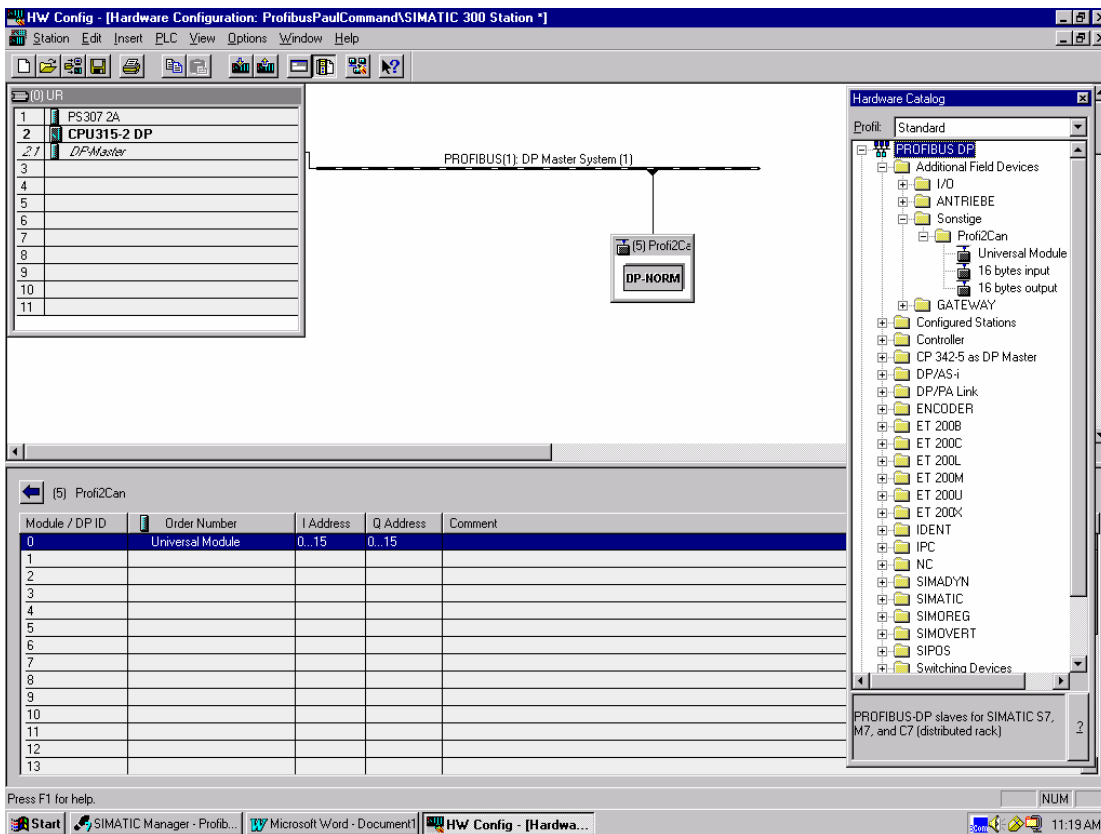 HW Config - [Hardware Configuration: ProfibusPaulCommand\SIMATIC 300 Station *]
Station Edit Insert PLC View Options Window Help
(0) UR
1 PS307 2A
2 CPU315-2 DP
2.1 DP-Master
3
4
5
6
7
8
9
10
11
PROFIBUS(1): DP Master System (1)
(5) Profi2Ca
DP-NORM
Hardware Catalog
Profil: Standard
PROFIBUS DP
Additional Field Devices
I/O
ANTRIEBE
Sonstige
Profi2Can
Universal Module
16 bytes input
16 bytes output
GATEWAY
Configured Stations
Controller
CP 342-5 as DP Master
DP/AS-i
DP/PA Link
ENCODER
ET 200B
ET 200C
ET 200L
ET 200M
ET 200U
ET 200X
IDENT
IPC
NC
SIMADYN
SIMATIC
SIMOREG
SIMOVERT
SIPOS
Switching Devices
PROFIBUS-DP slaves for SIMATIC S7,
M7, and C7 (distributed rack)
?
(5) Profi2Can
Module / DP ID Order Number I Address Q Address Comment
0 Universal Module 0...15 0...15
1
2
3
4
5
6
7
8
9
10
11
12
13
Press F1 for help.
NUM
Start SIMATIC Manager - Profib... Microsoft Word - Document1 HW Config - [Hardwa... 11:19 AM